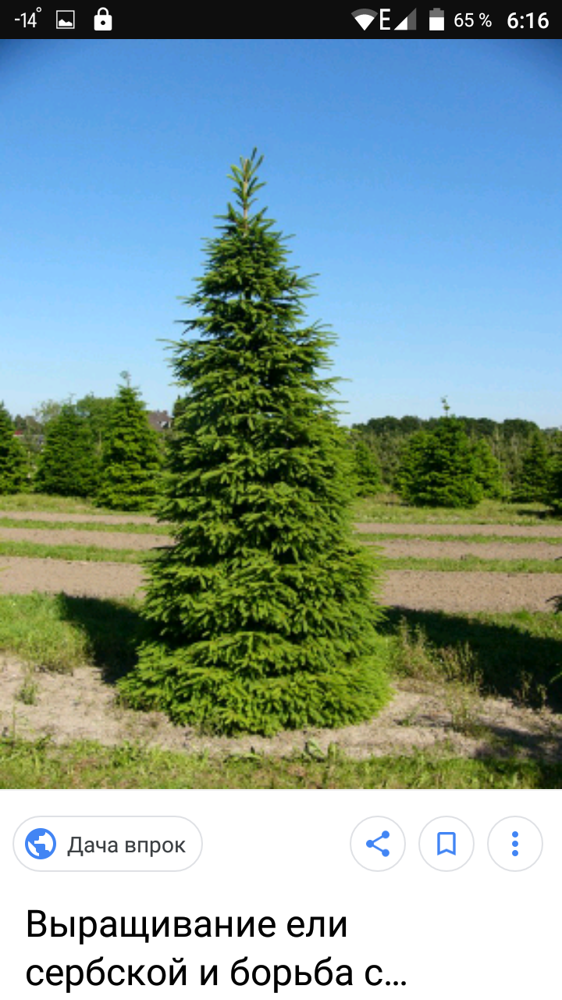 -14° E 65 % 6:16
Дача впрок
Выращивание ели
сербской и борьба с...